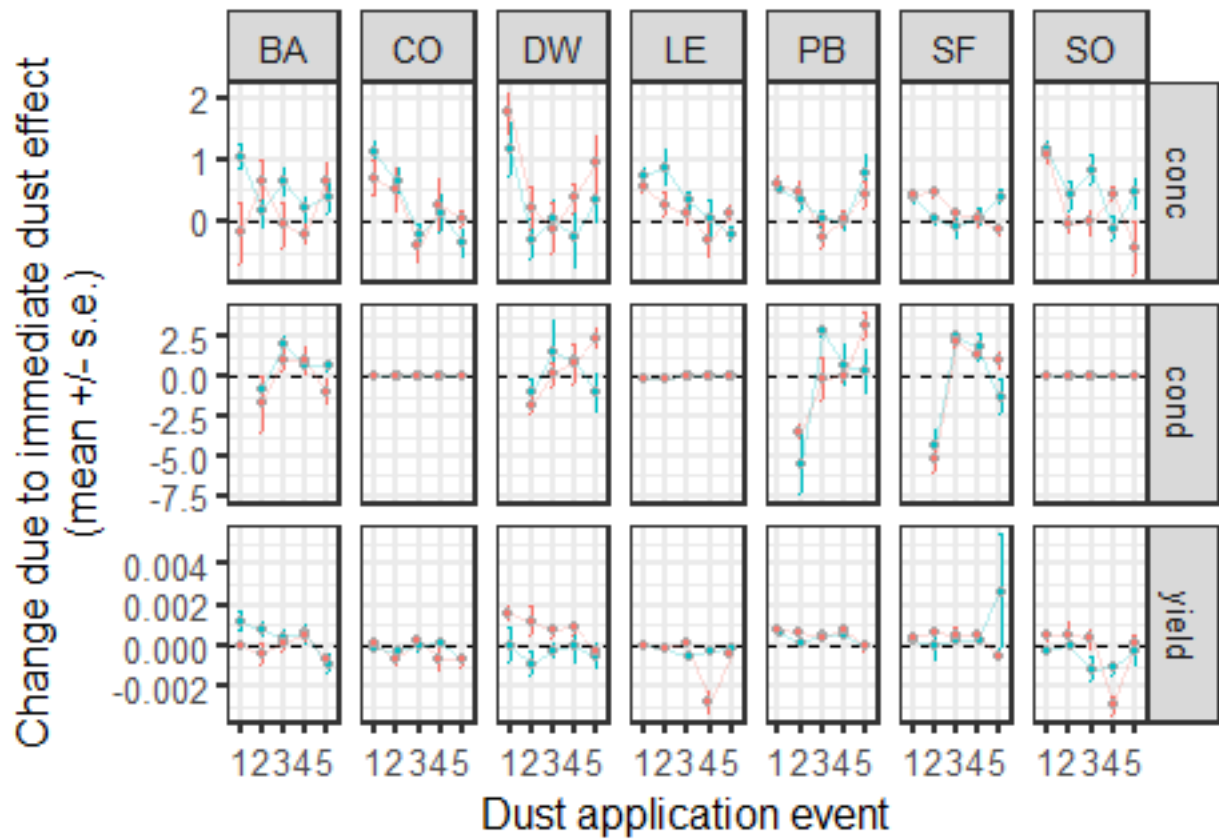 BA CO DW LE PB SF SO
Change due to immediate dust effect
(mean +/- s.e.)
2
1
0
conc
2.5
0.0
-2.5
-5.0
-7.5
cond
0.004
0.002
0.000
-0.002
yield
12345 12345 12345 12345 12345 12345 12345
Dust application event